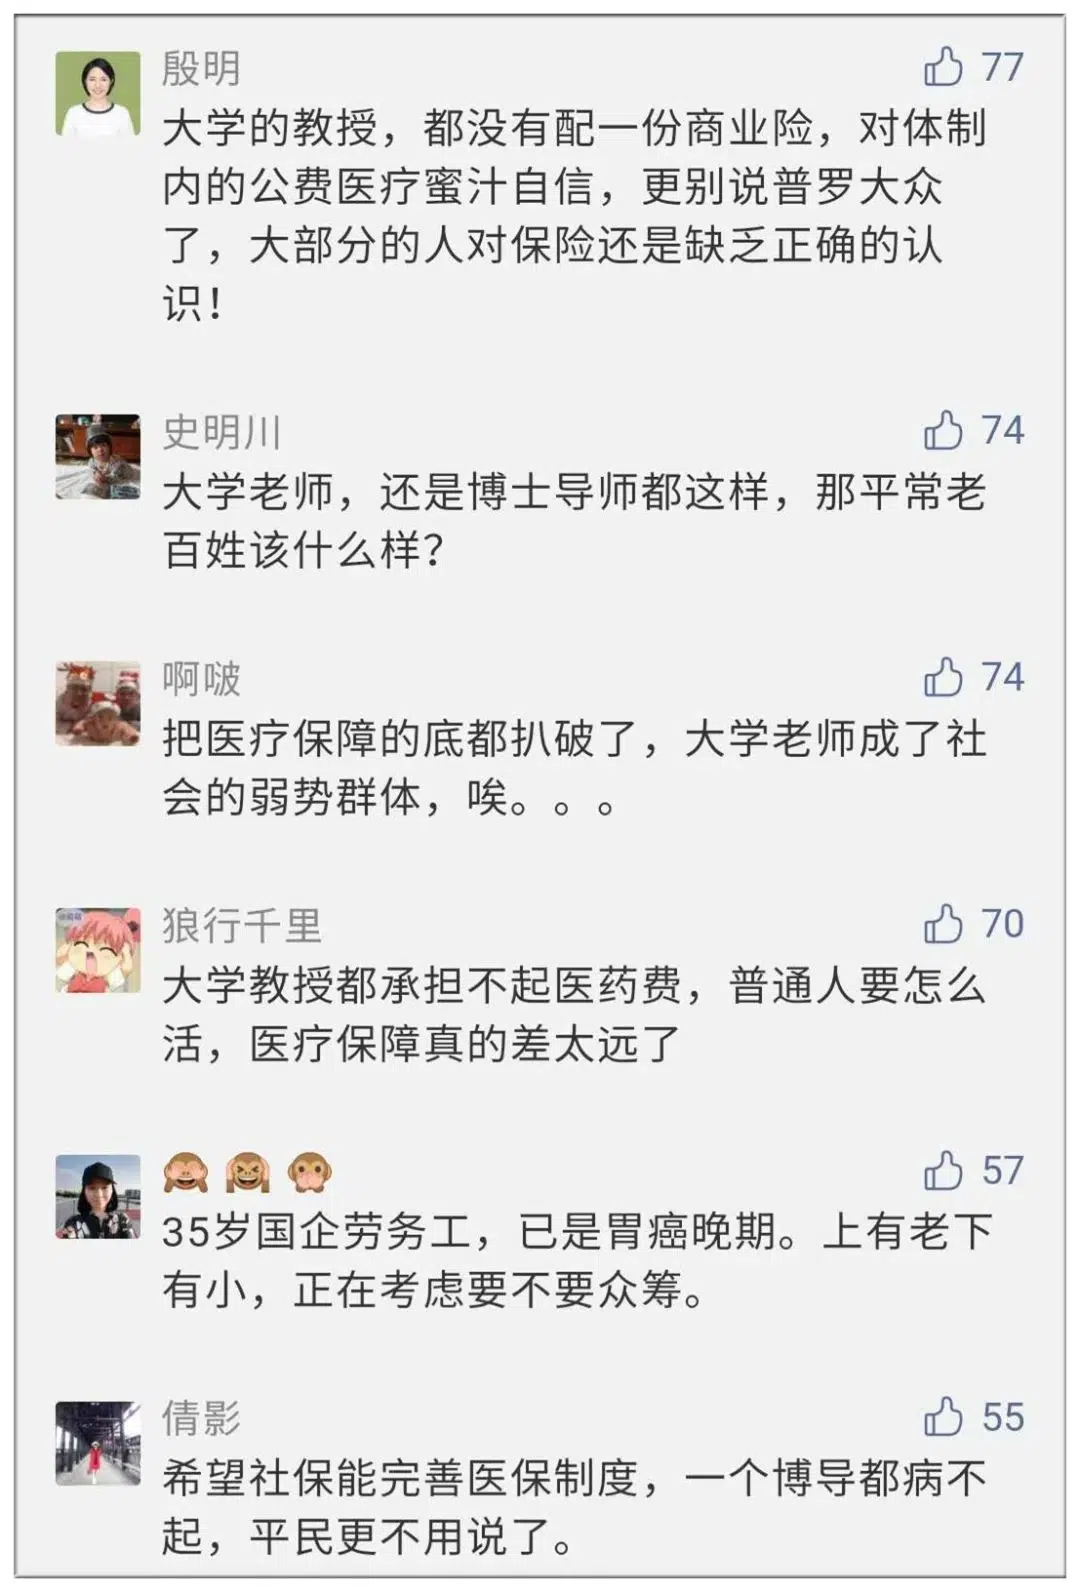 殷明
77
大学的教授，都没有配一份商业险，对体制
内的公费医疗蜜汁自信，更别说普罗大众
了，大部分的人对保险还是缺乏正确的认
识！
史明川
74
大学老师，还是博士导师都这样，那平常老
百姓该什么样？
啊啵
74
把医疗保障的底都扒破了，大学老师成了社
会的弱势群体，唉。。。
狼行千里
70
大学教授都承担不起医药费，普通人要怎么
活，医疗保障真的差太远了
🙈 🙉 🙊
57
35岁国企劳务工，已是胃癌晚期。上有老下
有小，正在考虑要不要众筹。
倩影
55
希望社保能完善医保制度，一个博导都病不
起，平民更不用说了。